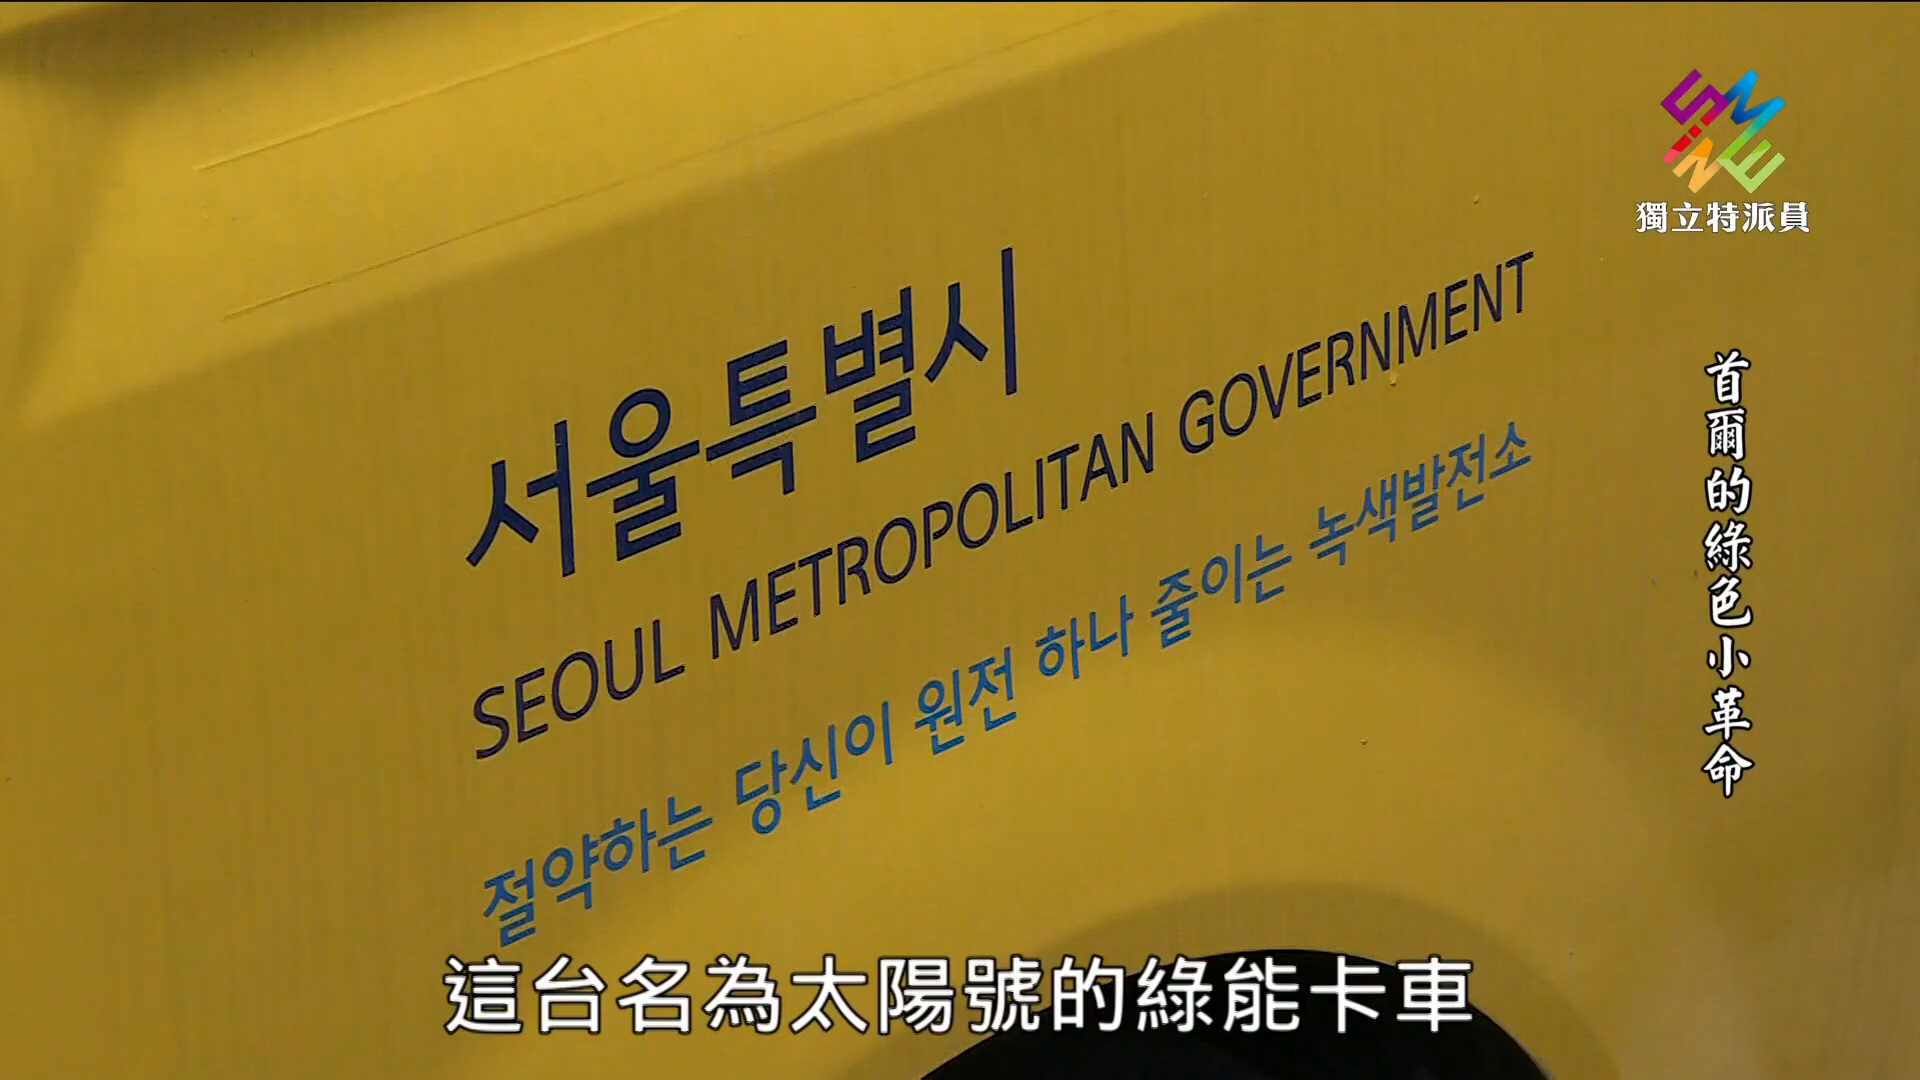 SiNNME
獨立特派員
首爾的綠色小革命
서울특별시
SEOUL METROPOLITAN GOVERNMENT
절약하는 당신이 원전 하나 줄이는 녹색발전소
這台名為太陽號的綠能卡車